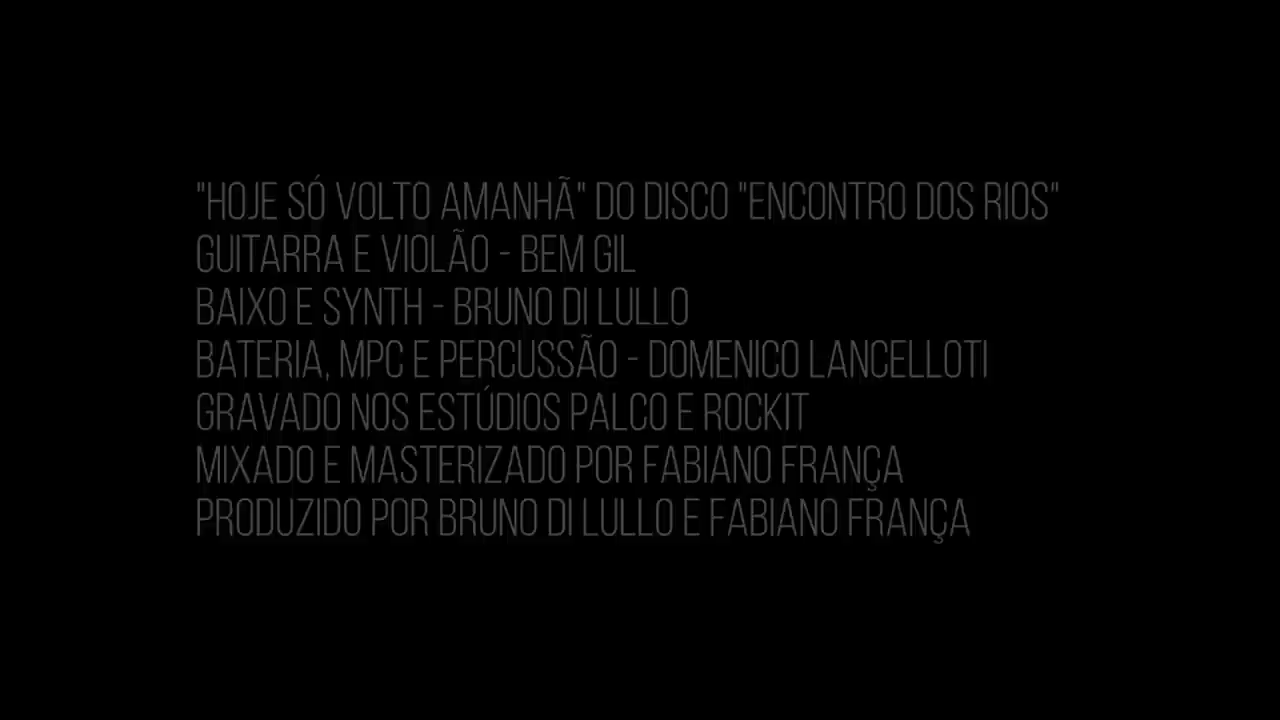 "HOJE SÓ VOLTO AMANHÃ" DO DISCO "ENCONTRO DOS RIOS"
GUITARRA E VIOLÃO - BEM GIL
BAIXO E SYNTH - BRUNO DI LULLO
BATERIA, MPC E PERCUSSÃO - DOMENICO LANCELLOTI
GRAVADO NOS ESTÚDIOS PALCO E ROCKIT
MIXADO E MASTERIZADO POR FABIANO FRANÇA
PRODUZIDO POR BRUNO DI LULLO E FABIANO FRANÇA